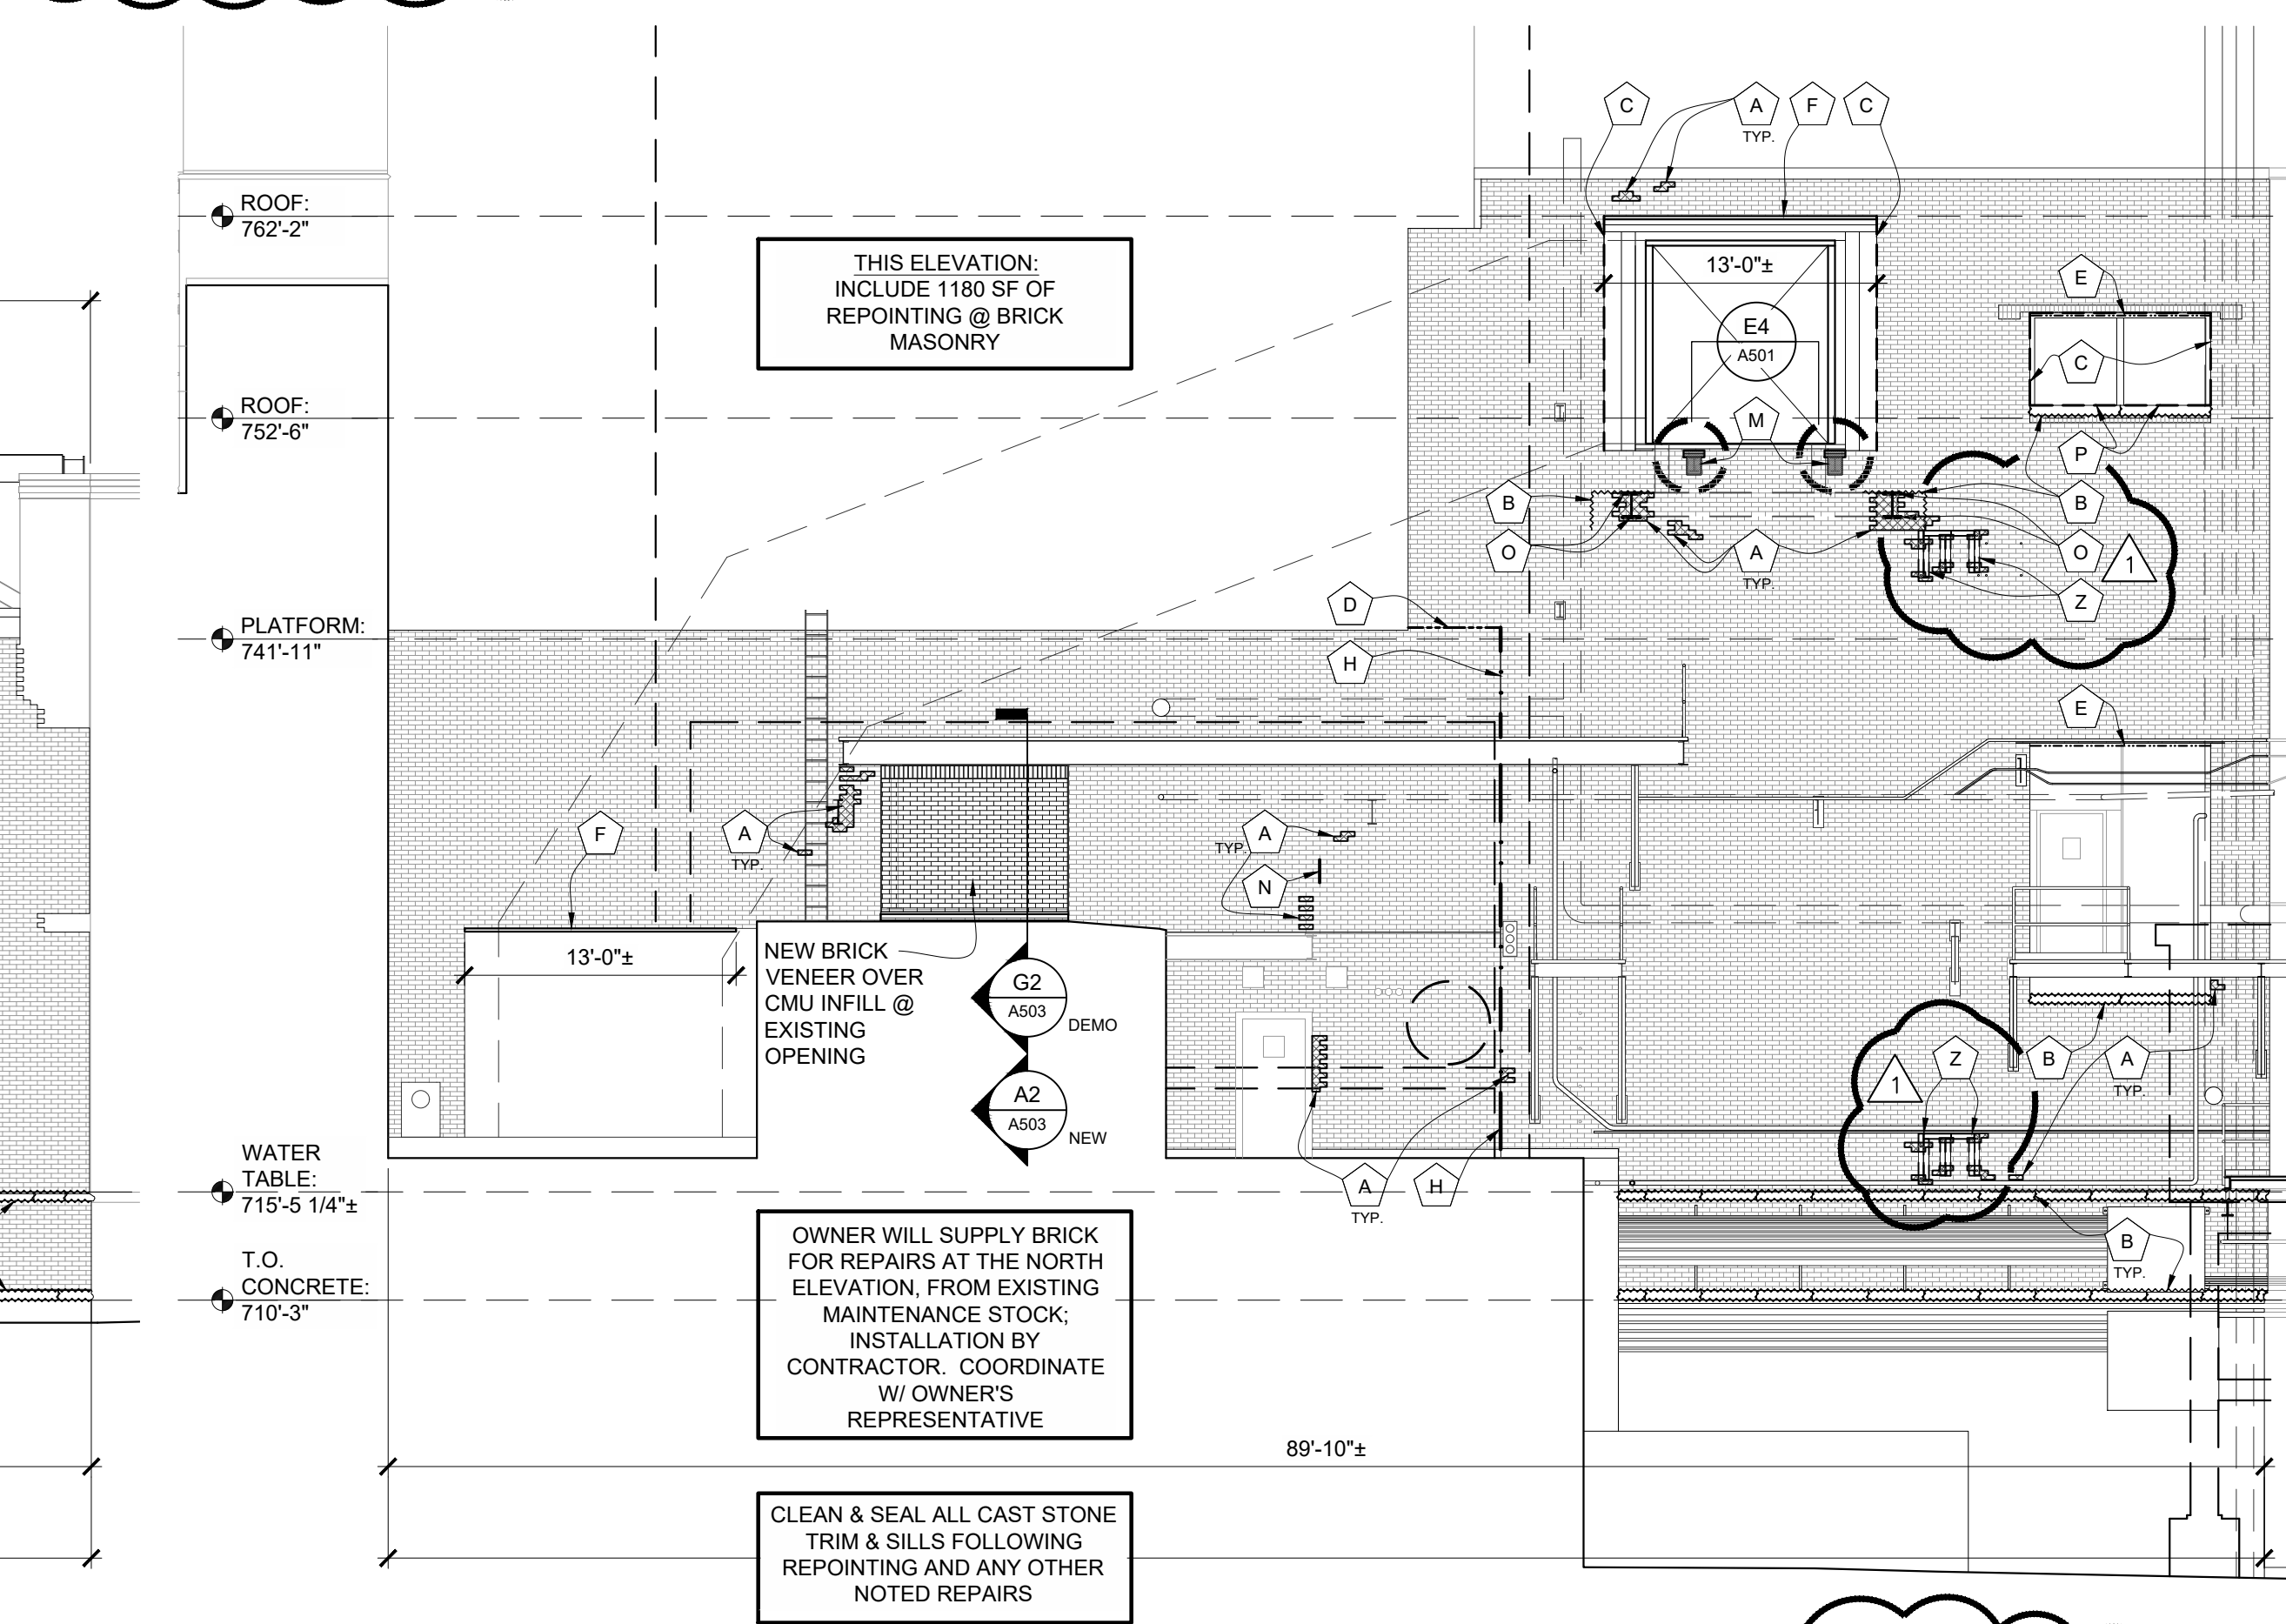 C
A
F
C
TYP.
ROOF:
762'-2"
THIS ELEVATION:
INCLUDE 1180 SF OF
REPOINTING @ BRICK
MASONRY
13'-0"±
E
E4
A501
C
ROOF:
752'-6"
M
P
B
B
O
A
TYP.
O
1
D
Z
PLATFORM:
741'-11"
H
E
F
A
TYP.
A
TYP.
N
13'-0"±
NEW BRICK
VENEER OVER
CMU INFILL @
EXISTING
OPENING
G2
A503
DEMO
A2
A503
NEW
1
Z
B
A
TYP.
WATER
TABLE:
715'-5 1/4"±
A
TYP.
H
T.O.
CONCRETE:
710'-3"
B
TYP.
OWNER WILL SUPPLY BRICK
FOR REPAIRS AT THE NORTH
ELEVATION, FROM EXISTING
MAINTENANCE STOCK;
INSTALLATION BY
CONTRACTOR.  COORDINATE
W/ OWNER'S
REPRESENTATIVE
89'-10"±
CLEAN & SEAL ALL CAST STONE
TRIM & SILLS FOLLOWING
REPOINTING AND ANY OTHER
NOTED REPAIRS